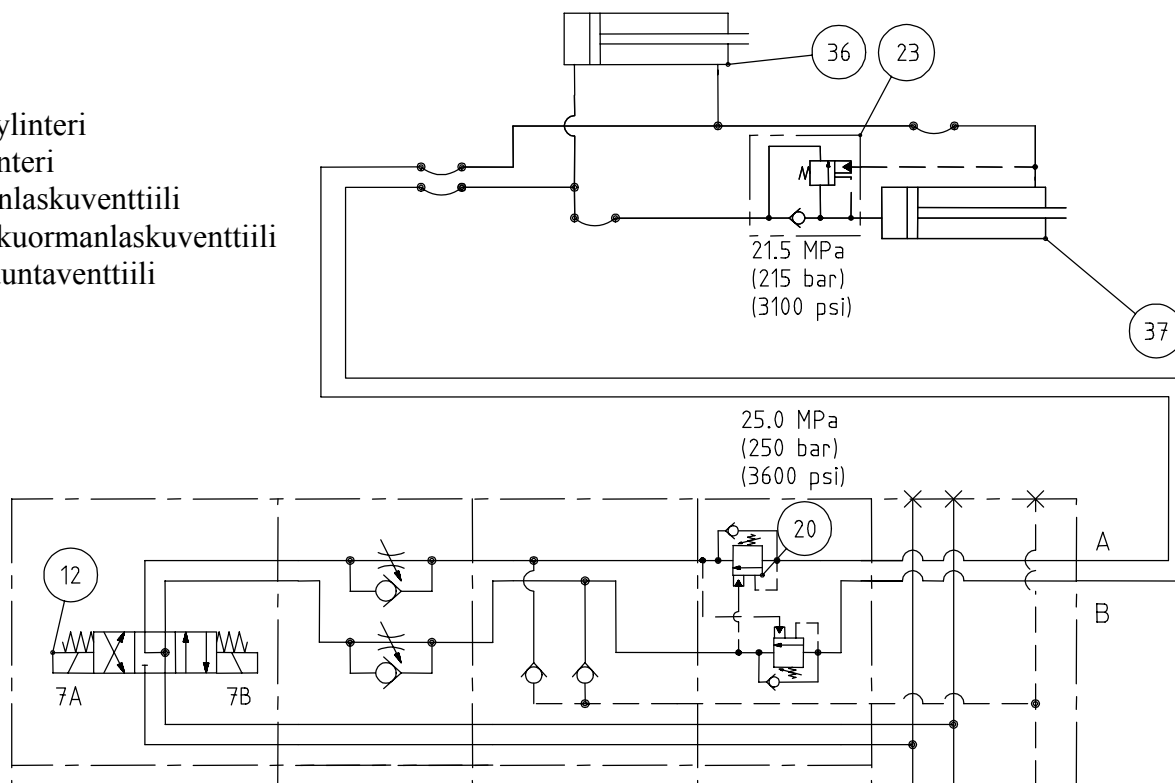 36
23
ylinteri
nteri
nlaskuventtiili
kuormanlaskuventtiili
untaventtiili
21.5 MPa
(215 bar)
(3100 psi)
37
25.0 MPa
(250 bar)
(3600 psi)
20
A
12
B
7A
7B